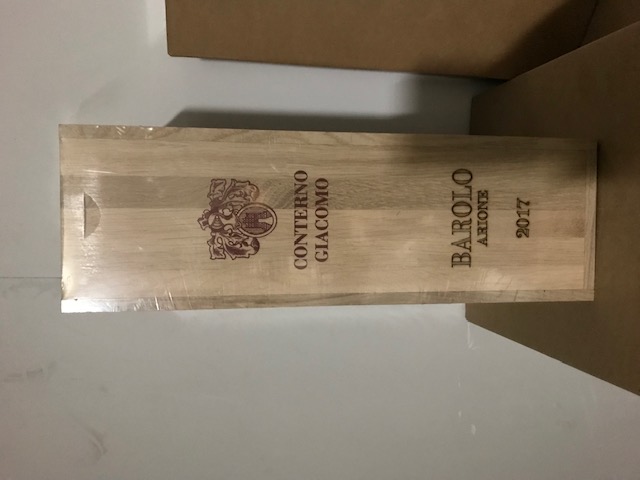 CONTERNO
GIACOMO
BAROLO
ARIONE
2017